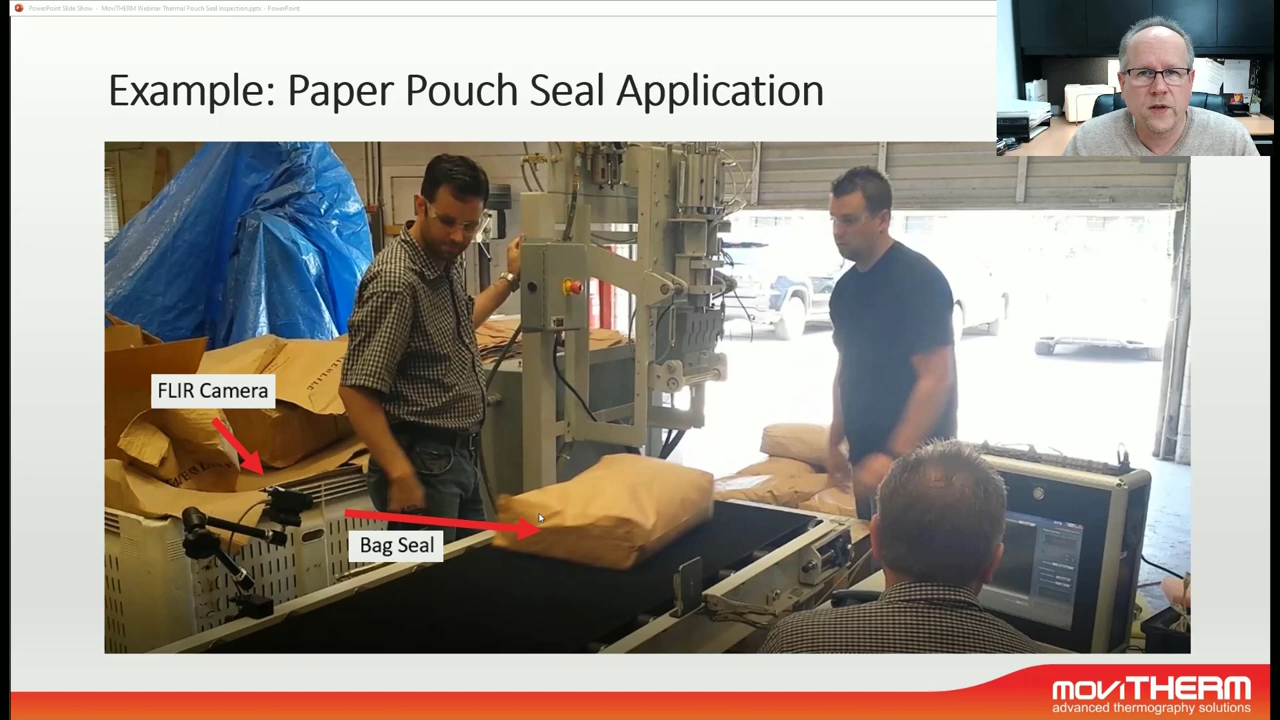 PowerPoint Slide Show - MoviTHERM Webinar Thermal Pouch Seal Inspection.pptx - PowerPoint
Example: Paper Pouch Seal Application
FLIR Camera
Bag Seal
moviTHERM
advanced thermography solutions